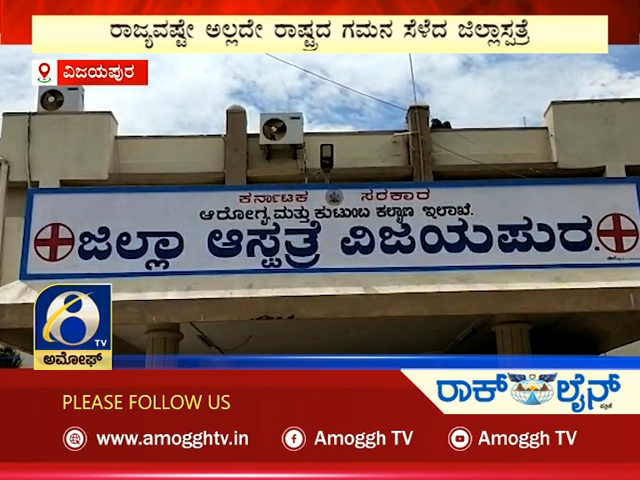 ರಾಜ್ಯವಷ್ಟೇ ಅಲ್ಲದೇ ರಾಷ್ಟ್ರದ ಗಮನ ಸೆಳೆದ ಜಿಲ್ಲಾಸ್ಪತ್ರೆ
ವಿಜಯಪುರ
ಕರ್ನಾಟಕ ಸರಕಾರ
ಆರೋಗ್ಯ ಮತ್ತು ಕುಟುಂಬ ಕಲ್ಯಾಣ ಇಲಾಖೆ.
ಜಿಲ್ಲಾ ಆಸ್ಪತ್ರೆ ವಿಜಯಪುರ.
TV
ಅಮೋಘ್
ರಾಕ್ ಲೈನ್
PLEASE FOLLOW US
www.amogghtv.in
Amoggh TV
Amoggh TV